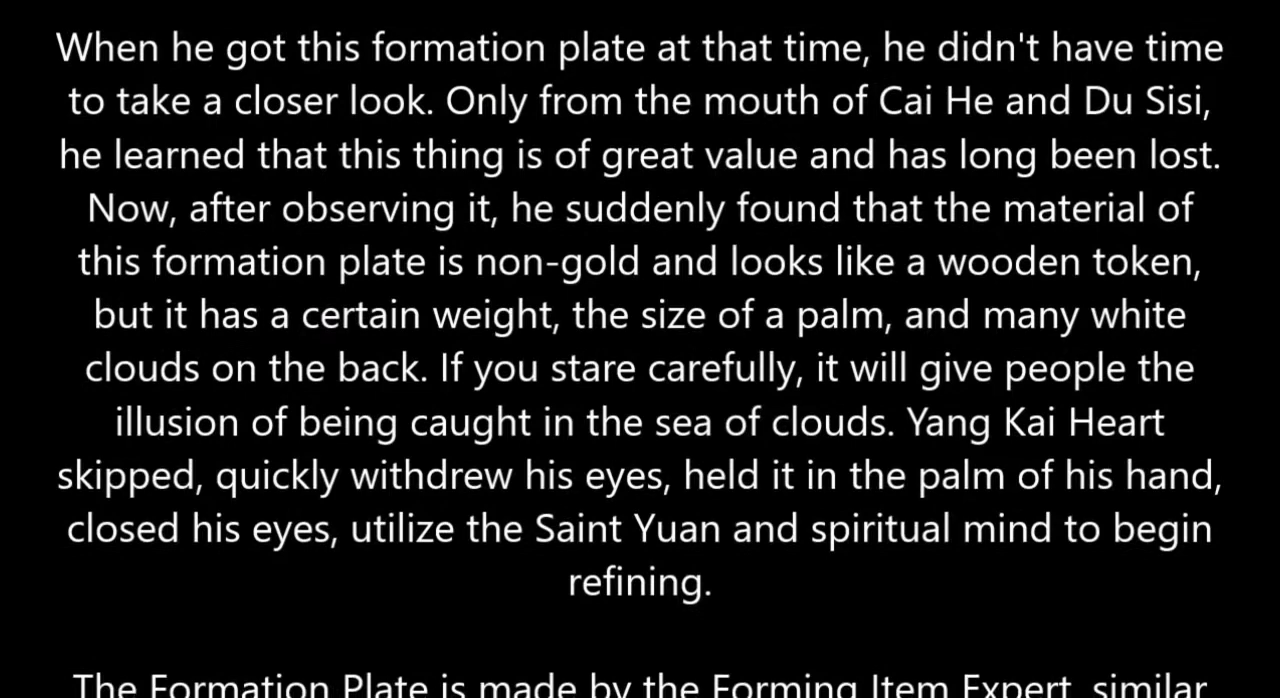 When he got this formation plate at that time, he didn't have time
to take a closer look. Only from the mouth of Cai He and Du Sisi,
he learned that this thing is of great value and has long been lost.
Now, after observing it, he suddenly found that the material of
this formation plate is non-gold and looks like a wooden token,
but it has a certain weight, the size of a palm, and many white
clouds on the back. If you stare carefully, it will give people the
illusion of being caught in the sea of clouds. Yang Kai Heart
skipped, quickly withdrew his eyes, held it in the palm of his hand,
closed his eyes, utilize the Saint Yuan and spiritual mind to begin
refining.
The Formation Plate is made by the Forming Item Expert, similar